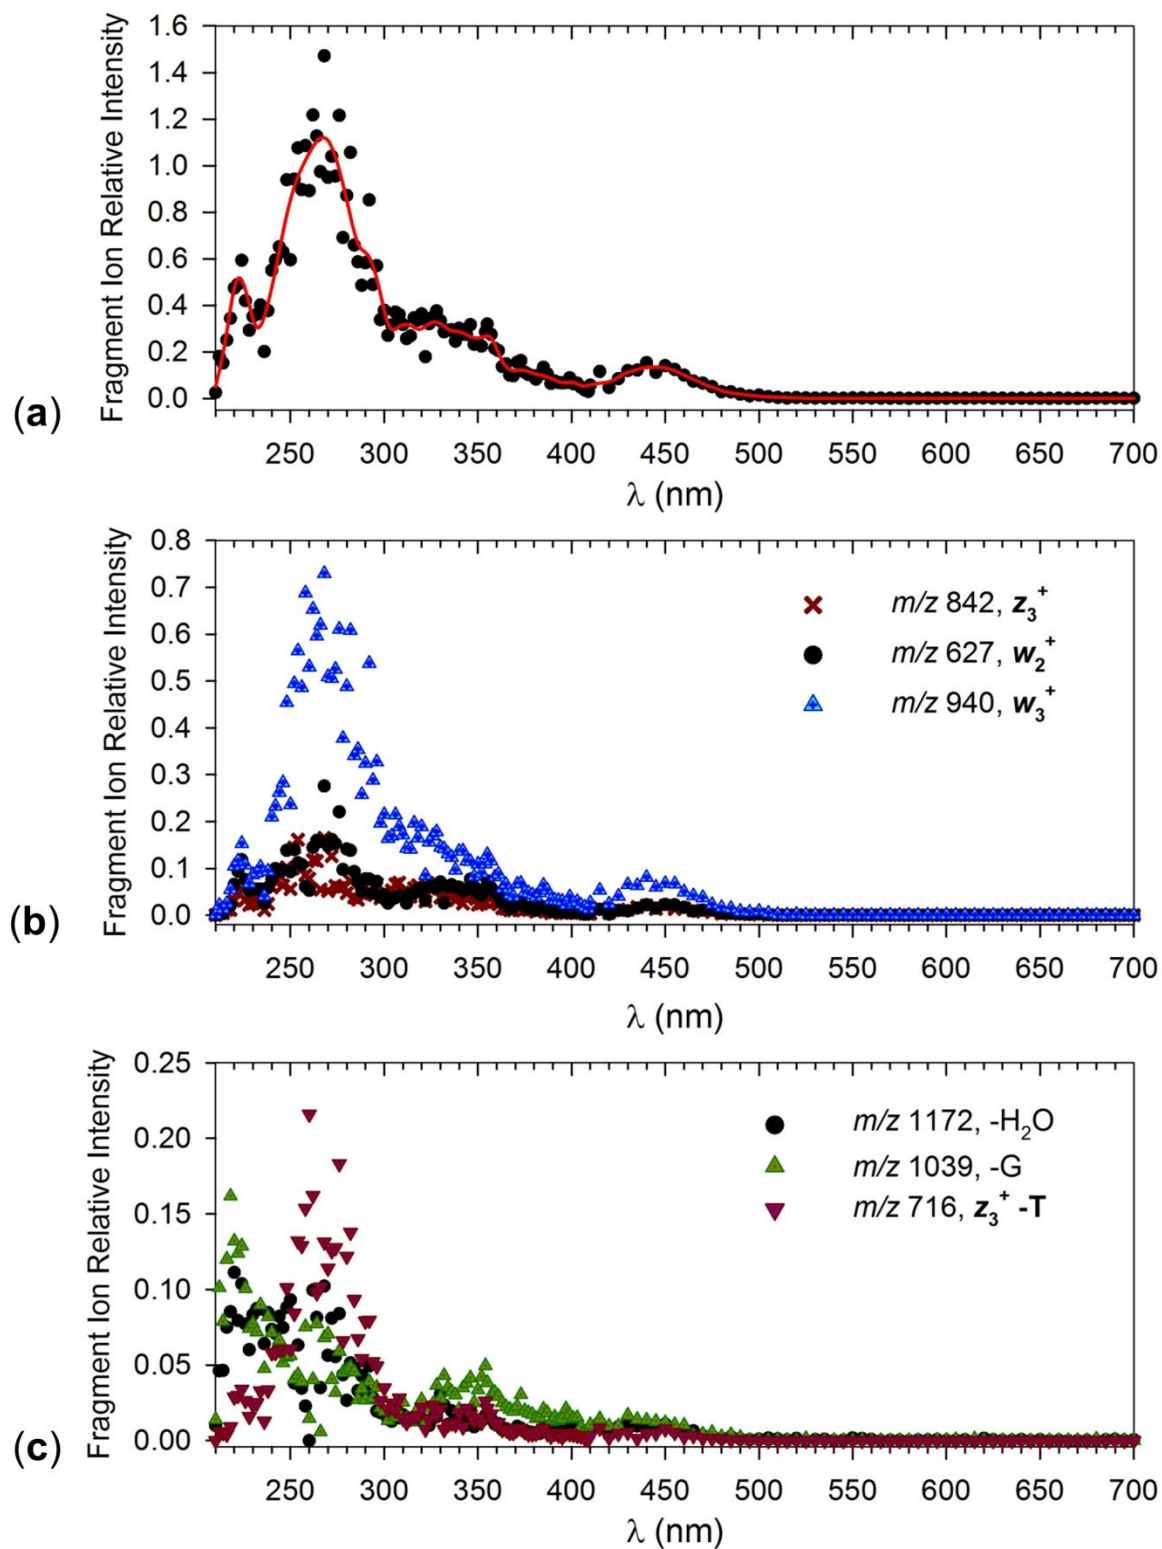 Fragment Ion Relative Intensity
1.6
1.4
1.2
1.0
0.8
0.6
0.4
0.2
0.0
(a)
250 300 350 400 450 500 550 600 650 700
λ (nm)
Fragment Ion Relative Intensity
0.8
0.7
0.6
0.5
0.4
0.3
0.2
0.1
0.0
m/z 842, z₃⁺
m/z 627, w₂⁺
m/z 940, w₃⁺
(b)
250 300 350 400 450 500 550 600 650 700
λ (nm)
Fragment Ion Relative Intensity
0.25
0.20
0.15
0.10
0.05
0.00
m/z 1172, -H₂O
m/z 1039, -G
m/z 716, z₃⁺ -T
(c)
250 300 350 400 450 500 550 600 650 700
λ (nm)